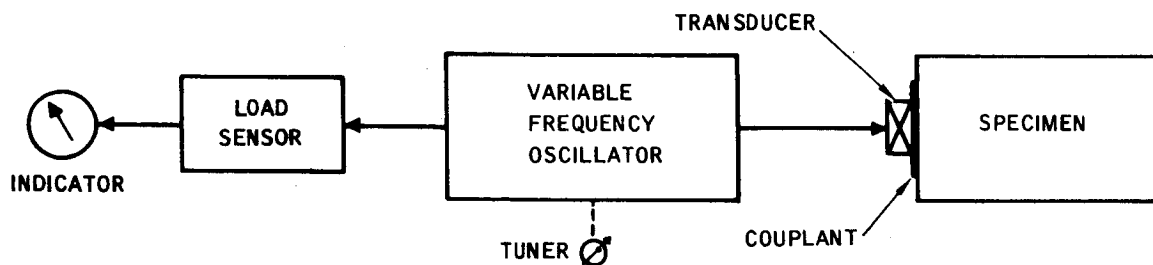 TRANSDUCER
LOAD
SENSOR
VARIABLE
FREQUENCY
OSCILLATOR
SPECIMEN
INDICATOR
TUNER
COUPLANT